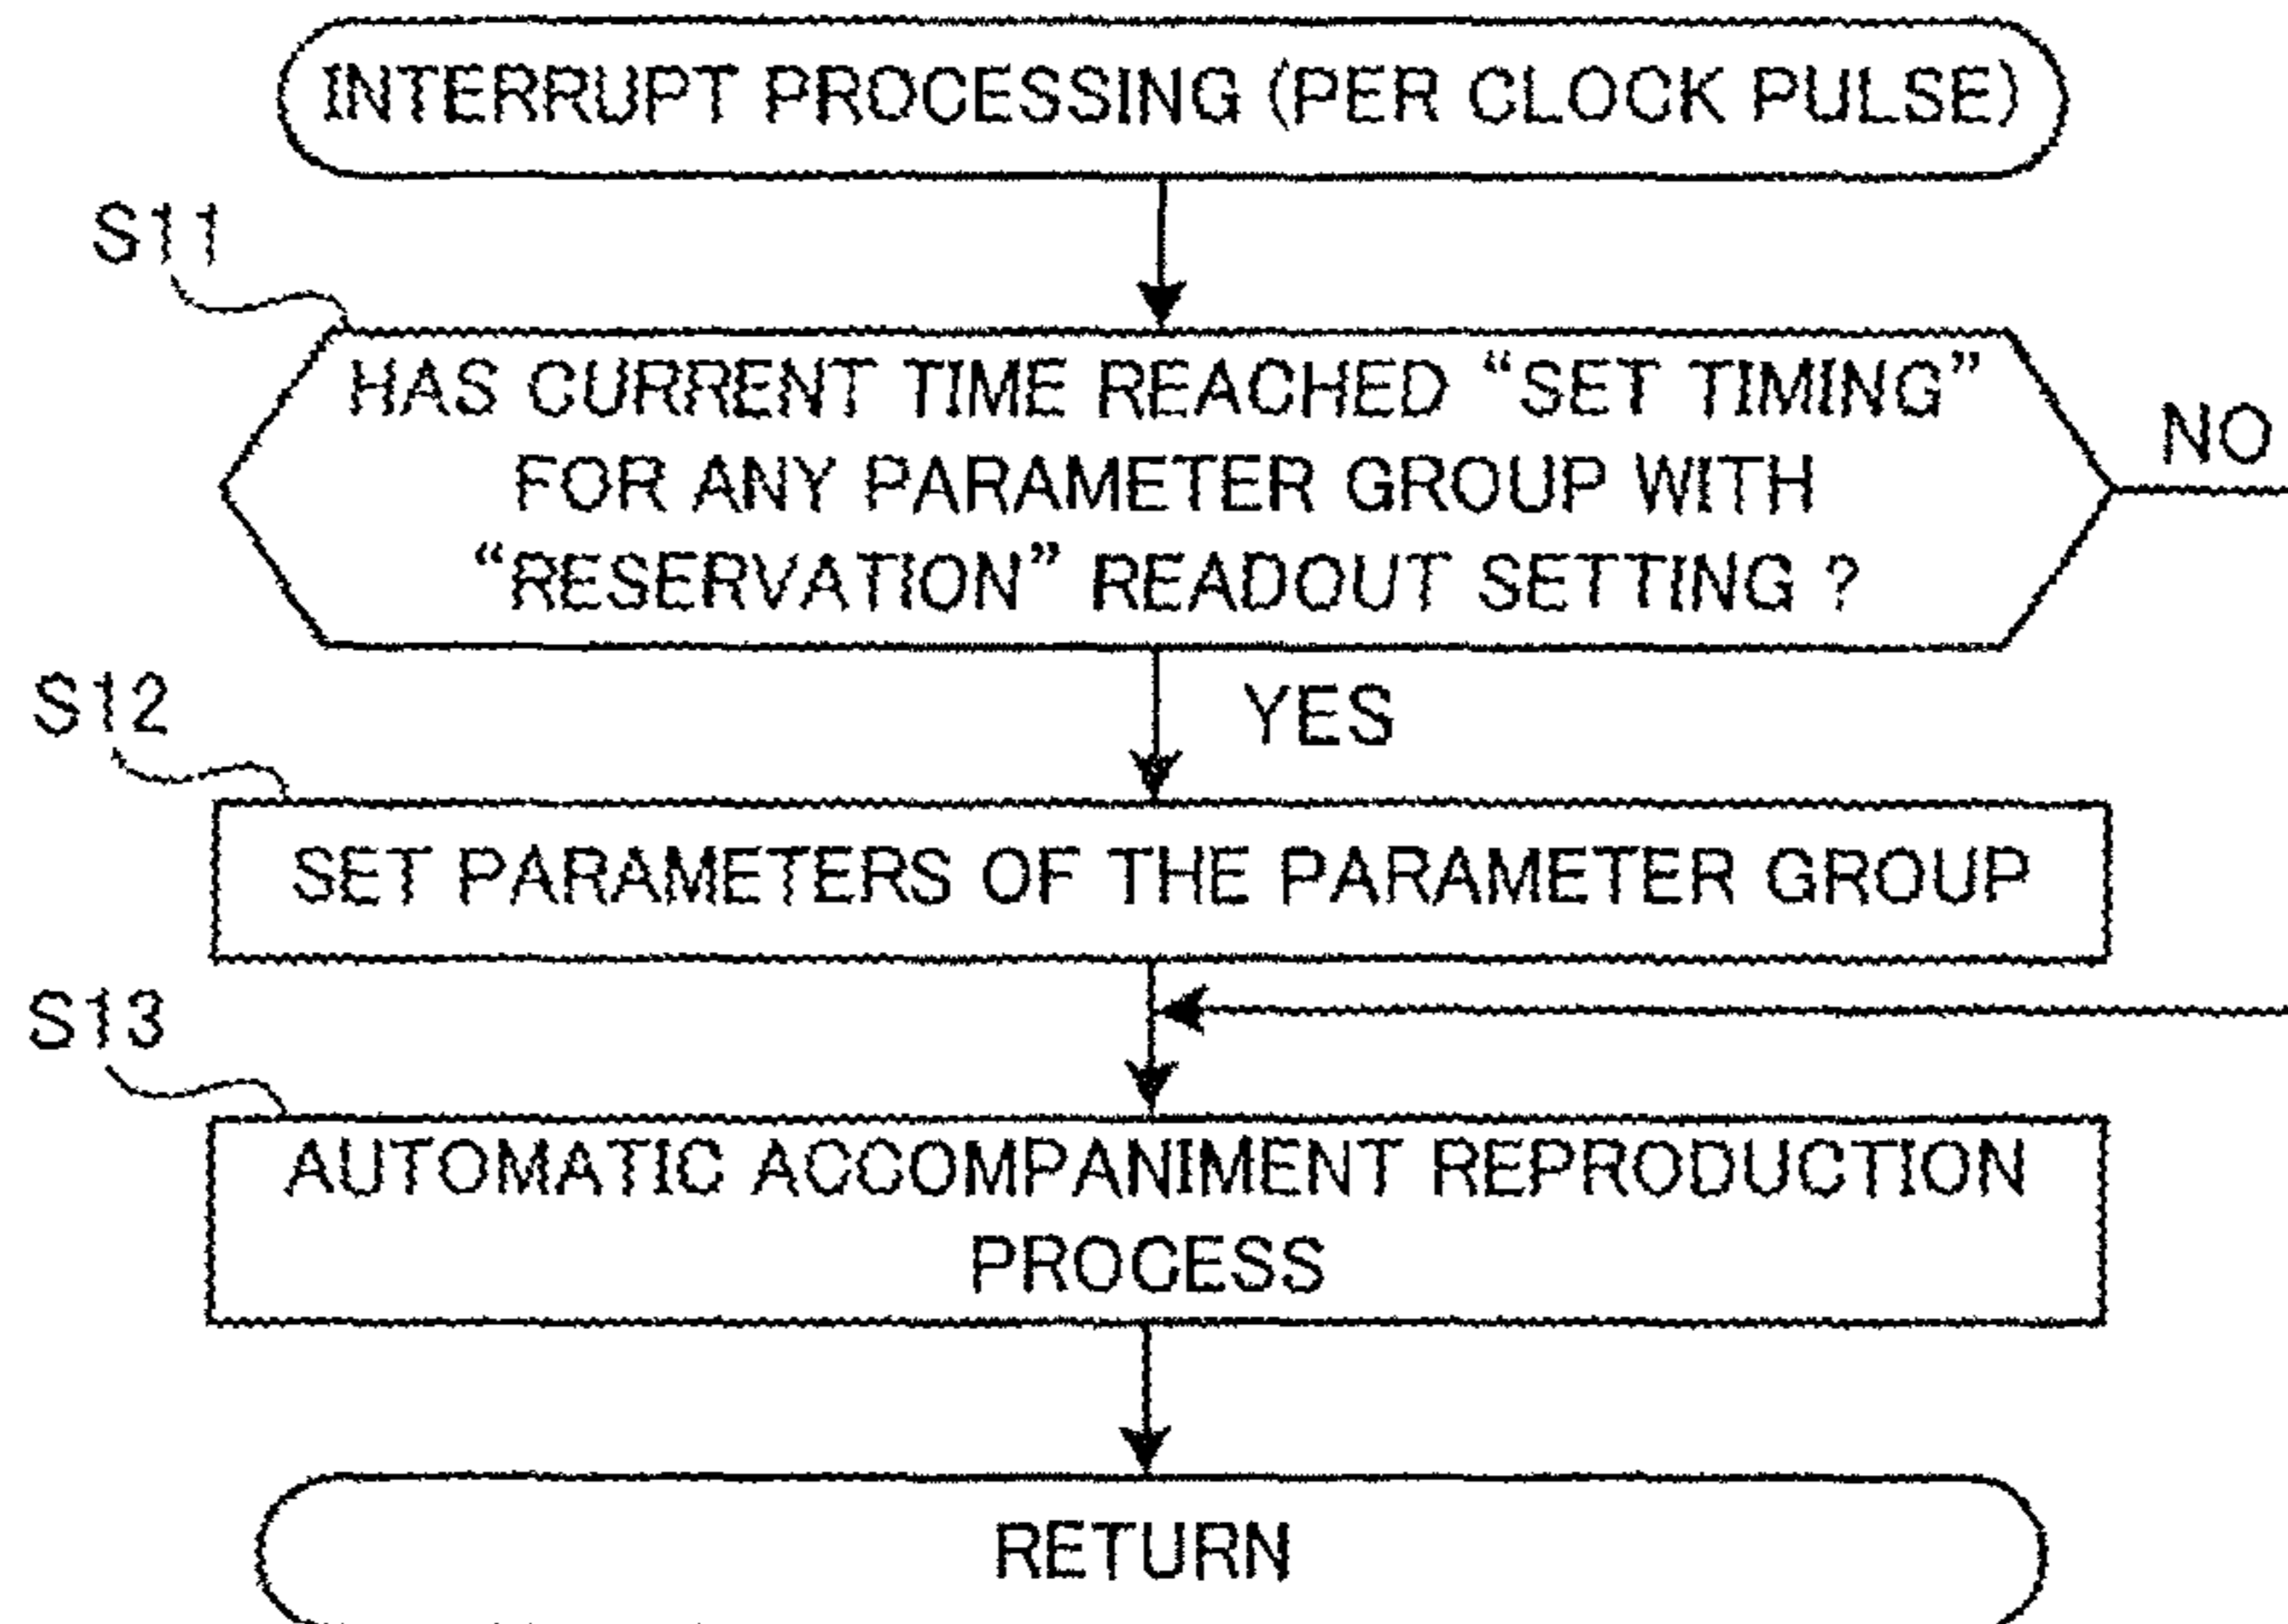 INTERRUPT PROCESSING (PER CLOCK PULSE)
S11
HAS CURRENT TIME REACHED “SET TIMING”
FOR ANY PARAMETER GROUP WITH
“RESERVATION” READOUT SETTING ?
NO
YES
S12
SET PARAMETERS OF THE PARAMETER GROUP
S13
AUTOMATIC ACCOMPANIMENT REPRODUCTION
PROCESS
RETURN